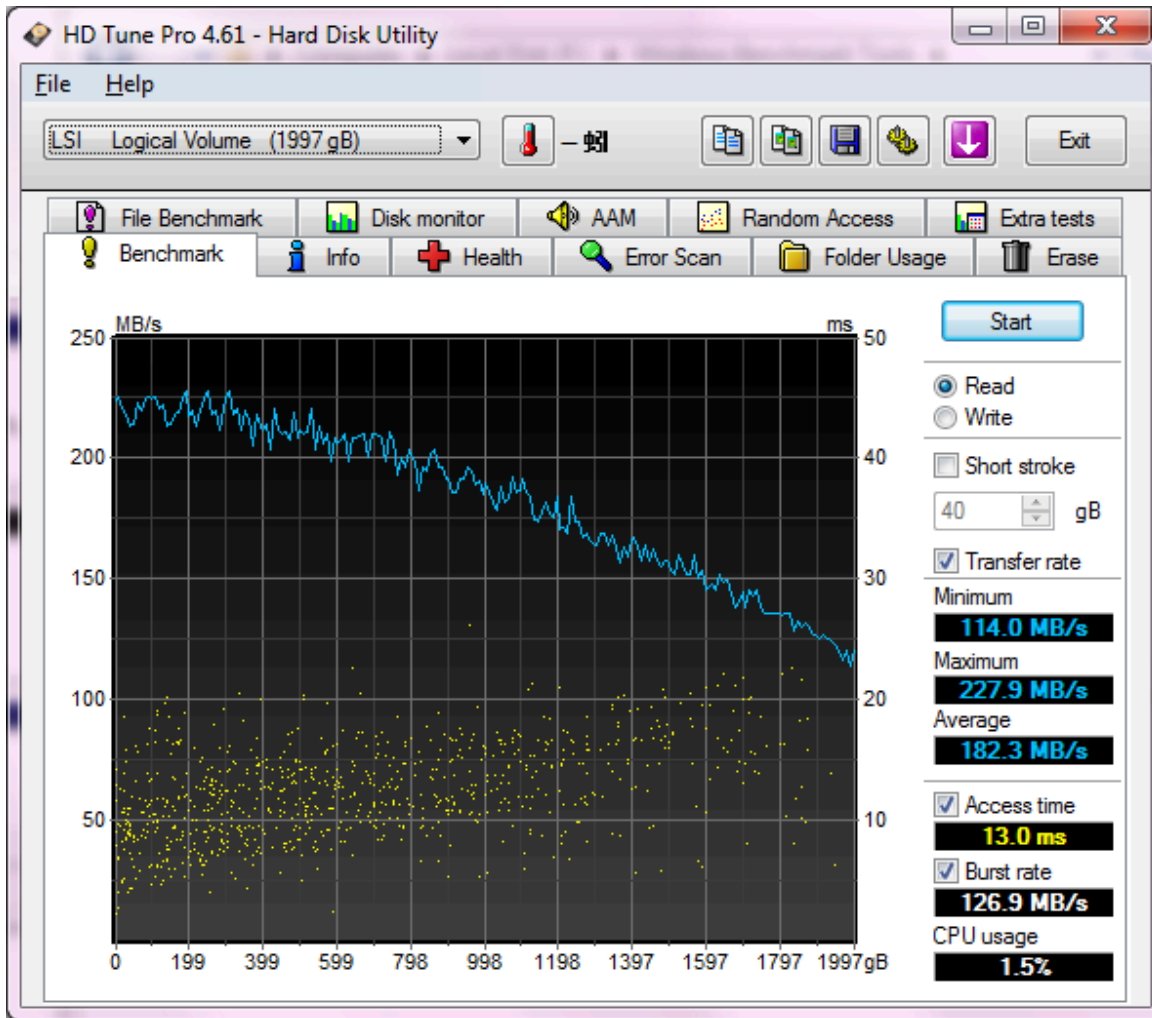 HD Tune Pro 4.61 - Hard Disk Utility
File Help
LSI Logical Volume (1997 gB)
– 蚓
Exit
File Benchmark Disk monitor AAM Random Access Extra tests
Benchmark Info Health Error Scan Folder Usage Erase
MB/s ms
250 50
200 40
150 30
100 20
50 10
0 199 399 599 798 998 1198 1397 1597 1797 1997gB
Start
Read
Write
Short stroke
40 gB
Transfer rate
Minimum
114.0 MB/s
Maximum
227.9 MB/s
Average
182.3 MB/s
Access time
13.0 ms
Burst rate
126.9 MB/s
CPU usage
1.5%